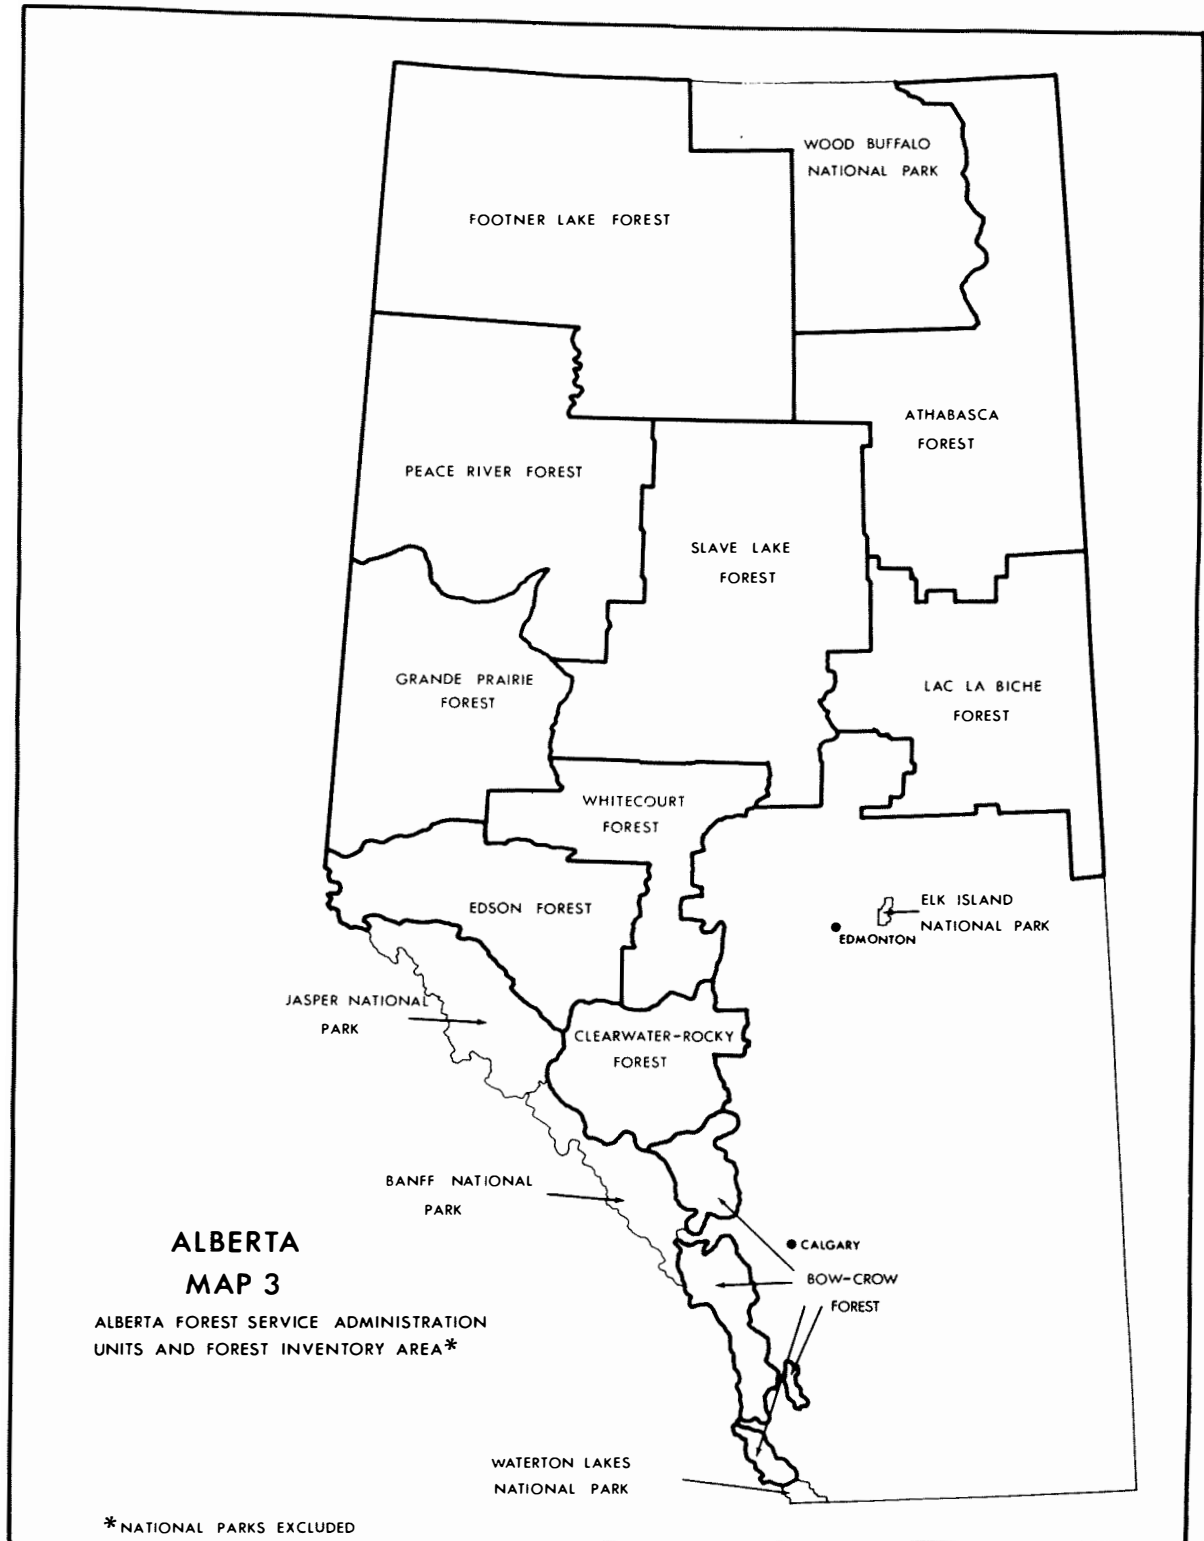 WOOD BUFFALO
NATIONAL PARK
FOOTNER LAKE FOREST
ATHABASCA
FOREST
PEACE RIVER FOREST
SLAVE LAKE
FOREST
GRANDE PRAIRIE
FOREST
LAC LA BICHE
FOREST
WHITECOURT
FOREST
EDSON FOREST
ELK ISLAND
NATIONAL PARK
EDMONTON
JASPER NATIONAL
PARK
CLEARWATER-ROCKY
FOREST
BANFF NATIONAL
PARK
CALGARY
BOW-CROW
FOREST
ALBERTA
MAP 3
ALBERTA FOREST SERVICE ADMINISTRATION
UNITS AND FOREST INVENTORY AREA*
WATERTON LAKES
NATIONAL PARK
*NATIONAL PARKS EXCLUDED